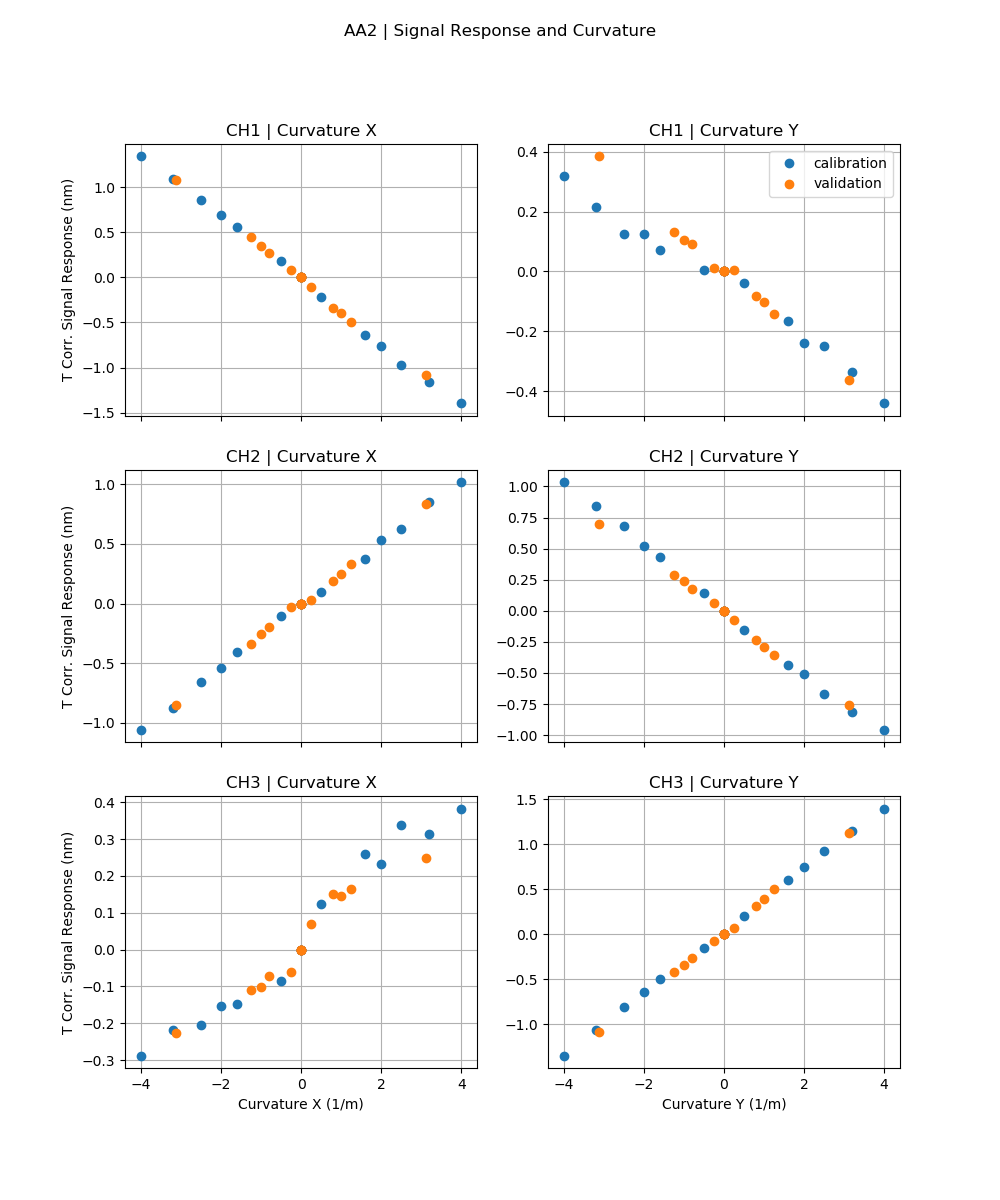 AA2 | Signal Response and Curvature
CH1 | Curvature X
CH1 | Curvature Y
T Corr. Signal Response (nm)
1.0
0.5
0.0
−0.5
−1.0
−1.5
0.4
0.2
0.0
−0.2
−0.4
calibration
validation
CH2 | Curvature X
CH2 | Curvature Y
T Corr. Signal Response (nm)
1.0
0.5
0.0
−0.5
−1.0
1.00
0.75
0.50
0.25
0.00
−0.25
−0.50
−0.75
−1.00
CH3 | Curvature X
CH3 | Curvature Y
T Corr. Signal Response (nm)
0.4
0.3
0.2
0.1
0.0
−0.1
−0.2
−0.3
−4 −2 0 2 4
Curvature X (1/m)
1.5
1.0
0.5
0.0
−0.5
−1.0
−4 −2 0 2 4
Curvature Y (1/m)